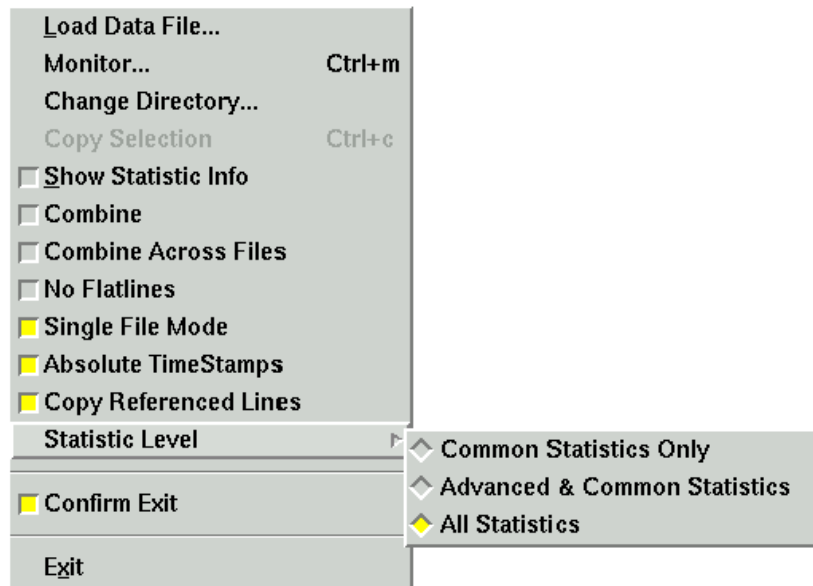 Load Data File...
Monitor... Ctrl+m
Change Directory...
Copy Selection Ctrl+c
Show Statistic Info
Combine
Combine Across Files
No Flatlines
Single File Mode
Absolute TimeStamps
Copy Referenced Lines
Statistic Level
Common Statistics Only
Advanced & Common Statistics
All Statistics
Confirm Exit
Exit